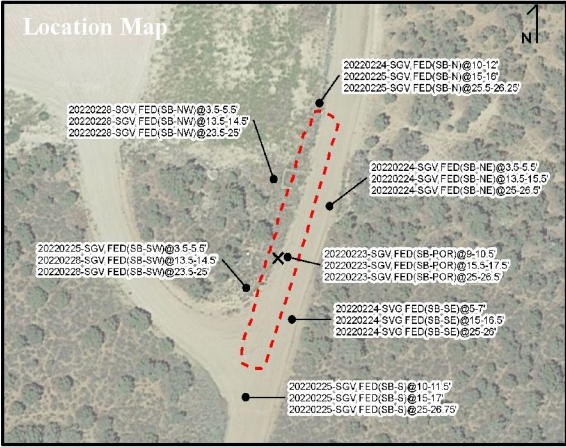 Location Map
N
20220224-SGV,FED(SB-N)@10-12'
20220225-SGV,FED(SB-N)@15-16'
20220225-SGV,FED(SB-N)@25.5-26.25'
20220228-SGV,FED(SB-NW)@3.5-5.5'
20220228-SGV,FED(SB-NW)@13.5-14.5'
20220228-SGV,FED(SB-NW)@23.5-25'
20220224-SGV,FED(SB-NE)@3.5-5.5'
20220224-SGV,FED(SB-NE)@13.5-15.5'
20220224-SGV,FED(SB-NE)@25-26.5'
20220225-SGV,FED(SB-SW)@3.5-5.5'
20220228-SGV,FED(SB-SW)@13.5-14.5'
20220228-SGV,FED(SB-SW)@23.5-25'
20220223-SGV,FED(SB-POR)@9-10.5'
20220223-SGV,FED(SB-POR)@15.5-17.5'
20220223-SGV,FED(SB-POR)@25-26.5'
20220224-SVG FED(SB-SE)@5-7'
20220224-SVG FED(SB-SE)@15-16.5'
20220224-SVG FED(SB-SE)@25-26'
20220225-SGV,FED(SB-S)@10-11.5'
20220225-SGV,FED(SB-S)@15-17'
20220225-SGV,FED(SB-S)@25-26.75'